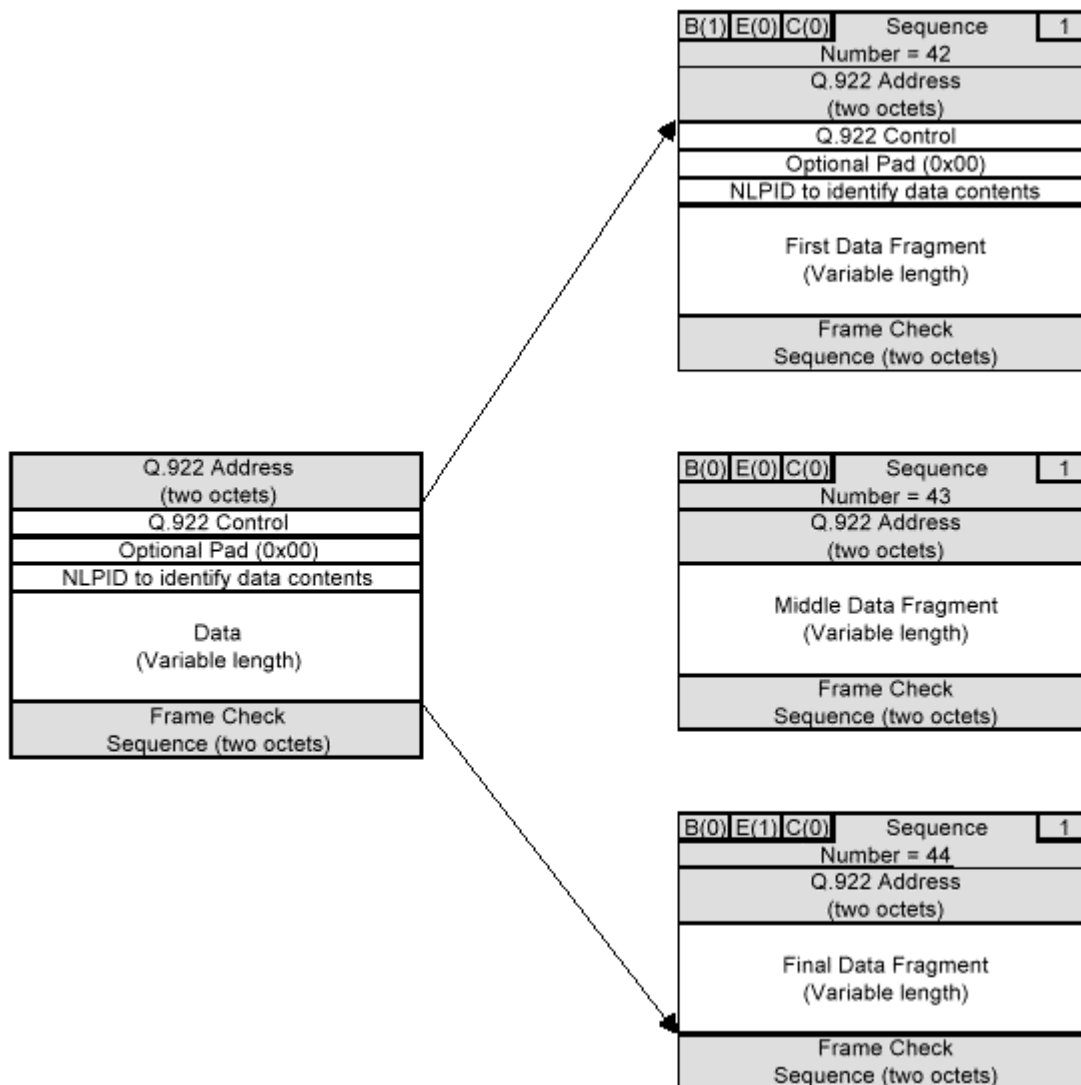 B(1) E(0) C(0) Sequence 1
Number = 42
Q.922 Address
(two octets)
Q.922 Control
Optional Pad (0x00)
NLPID to identify data contents
First Data Fragment
(Variable length)
Frame Check
Sequence (two octets)
Q.922 Address
(two octets)
Q.922 Control
Optional Pad (0x00)
NLPID to identify data contents
Data
(Variable length)
Frame Check
Sequence (two octets)
B(0) E(0) C(0) Sequence 1
Number = 43
Q.922 Address
(two octets)
Middle Data Fragment
(Variable length)
Frame Check
Sequence (two octets)
B(0) E(1) C(0) Sequence 1
Number = 44
Q.922 Address
(two octets)
Final Data Fragment
(Variable length)
Frame Check
Sequence (two octets)